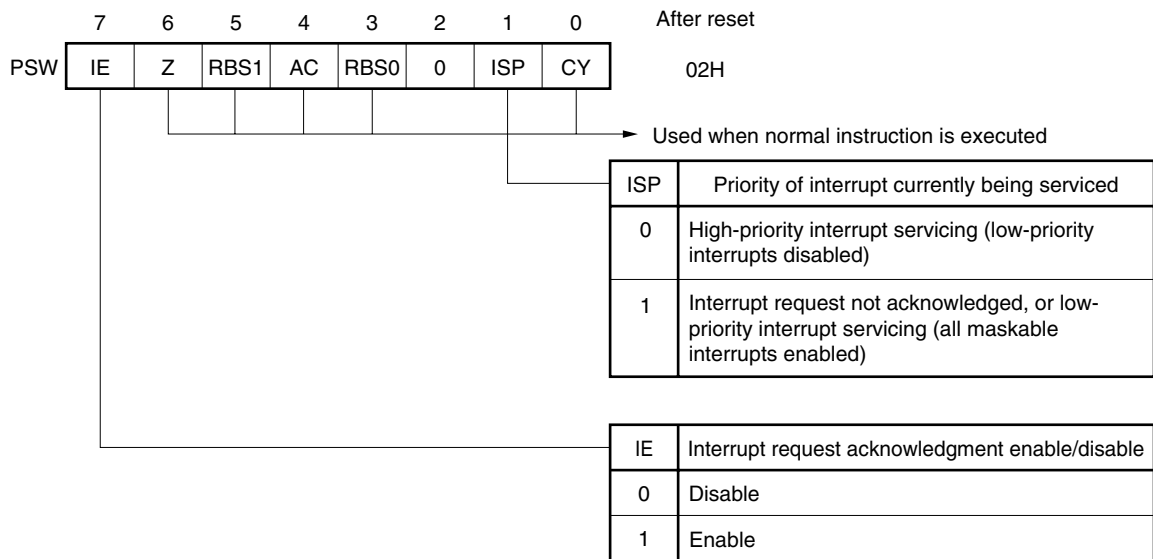 7 6 5 4 3 2 1 0 After reset
PSW IE Z RBS1 AC RBS0 0 ISP CY 02H
Used when normal instruction is executed
ISP Priority of interrupt currently being serviced
0 High-priority interrupt servicing (low-priority
interrupts disabled)
1 Interrupt request not acknowledged, or low-
priority interrupt servicing (all maskable
interrupts enabled)
IE Interrupt request acknowledgment enable/disable
0 Disable
1 Enable